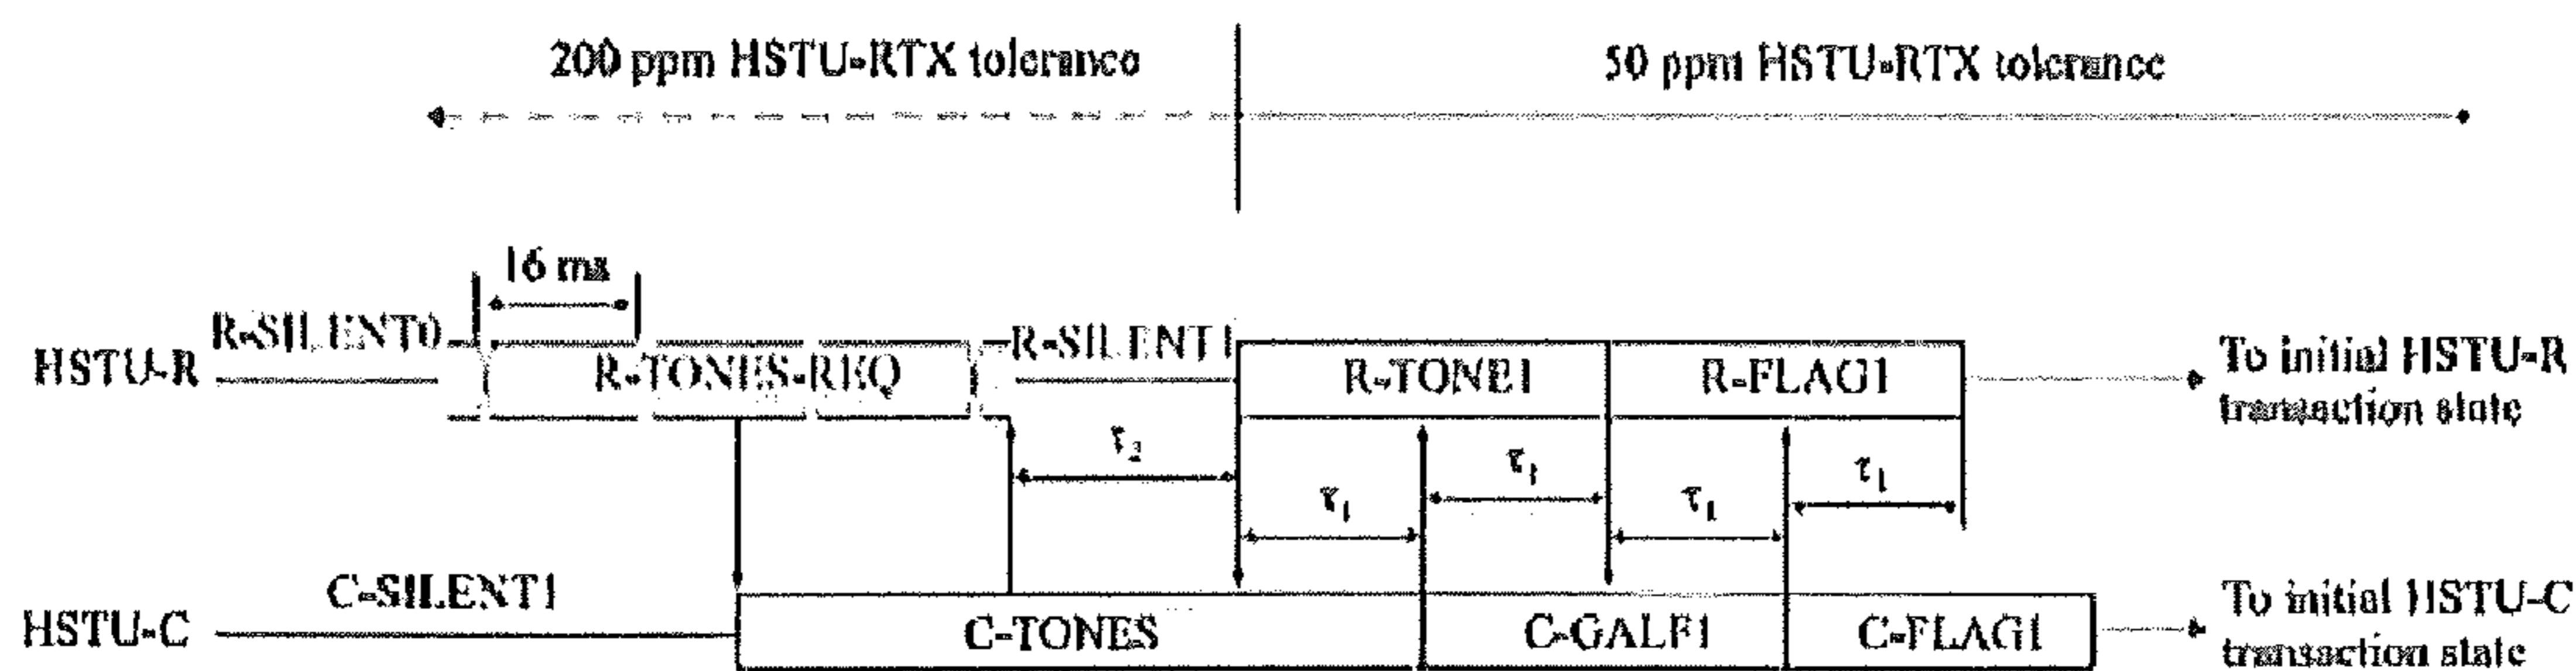 200 ppm HSTU-RTX tolerance
50 ppm HSTU-RTX tolerance
16 ms
R-SILENT0
R-SILENT1
HSTU-R
R-TONES-REQ
R-TONE1
R-FLAG1
To initial HSTU-R
transaction state
τ₂
τ₁
τ₁
τ₁
τ₁
C-SILENT1
HSTU-C
C-TONES
C-GALF1
C-FLAG1
To initial HSTU-C
transaction state